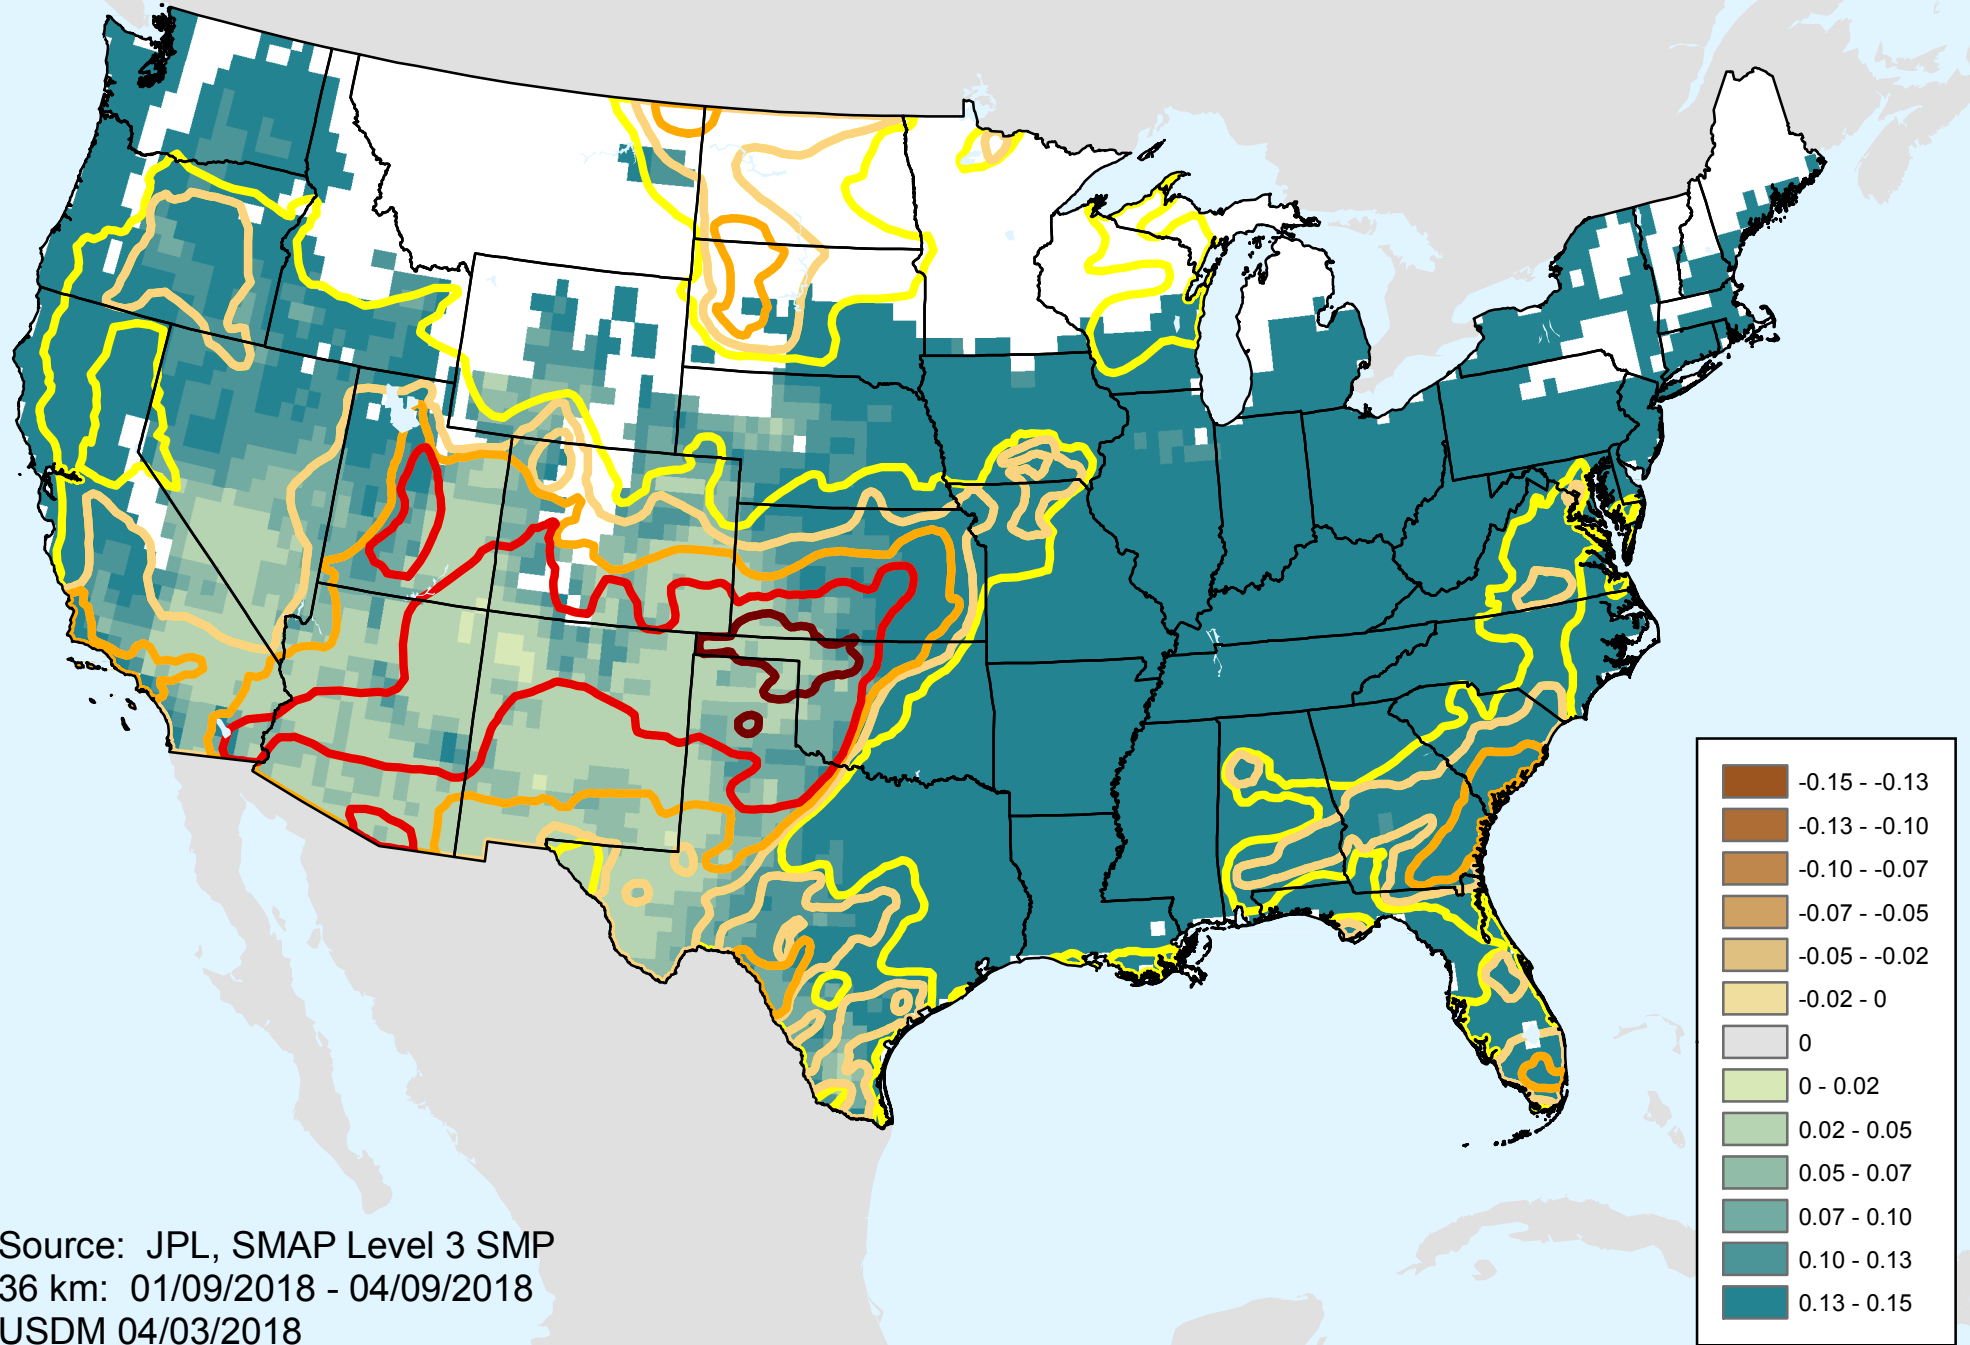 -0.15 - -0.13
-0.13 - -0.10
-0.10 - -0.07
-0.07 - -0.05
-0.05 - -0.02
-0.02 - 0
0
0 - 0.02
0.02 - 0.05
0.05 - 0.07
0.07 - 0.10
0.10 - 0.13
0.13 - 0.15
Source: JPL, SMAP Level 3 SMP
36 km: 01/09/2018 - 04/09/2018
USDM 04/03/2018